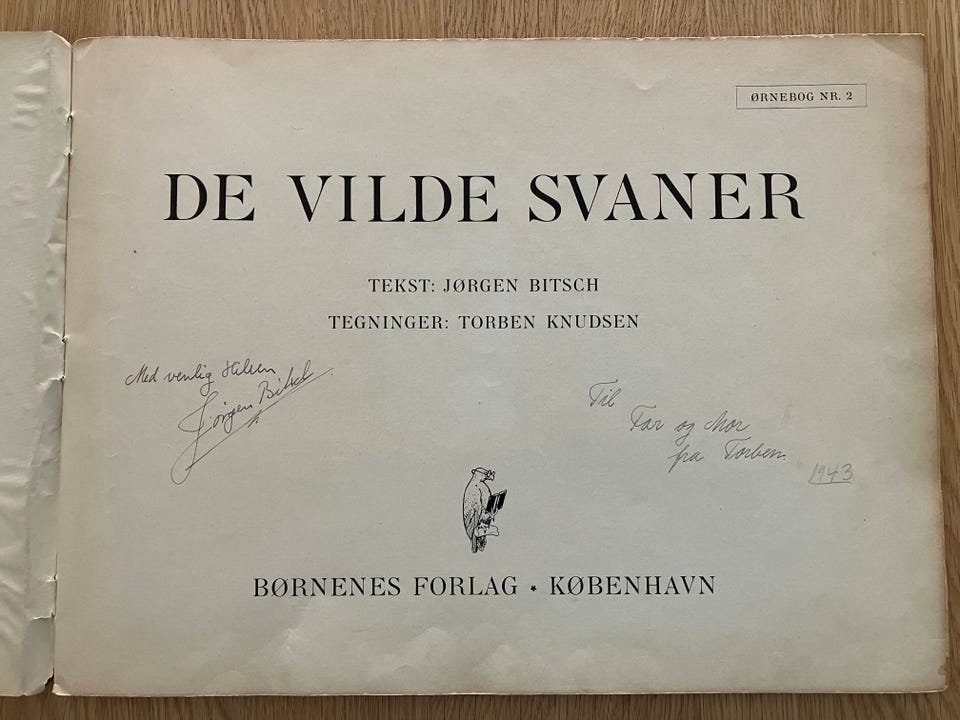 ØRNEBOG NR. 2
DE VILDE SVANER
TEKST: JØRGEN BITSCH
TEGNINGER: TORBEN KNUDSEN
Med venlig Hilsen
Jørgen Bitsch
Til
Far og Mor
fra Torben
1943
BØRNENES FORLAG ⋆ KØBENHAVN